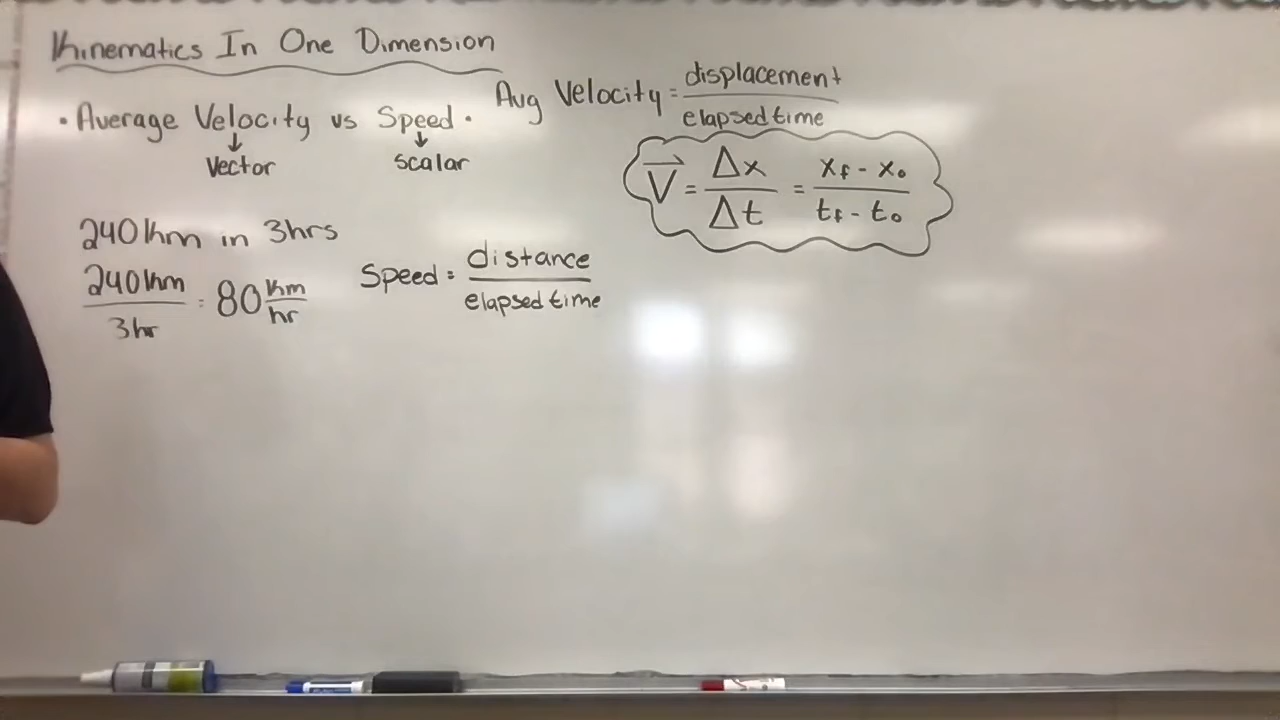 Kinematics In One Dimension
• Average Velocity vs Speed •
↓ ↓
Vector scalar
Avg Velocity = displacement / elapsed time
V⃗ = Δx / Δt = xf - x₀ / tf - t₀
240 km in 3hrs
240 km / 3hr = 80 km/hr
Speed = distance / elapsed time